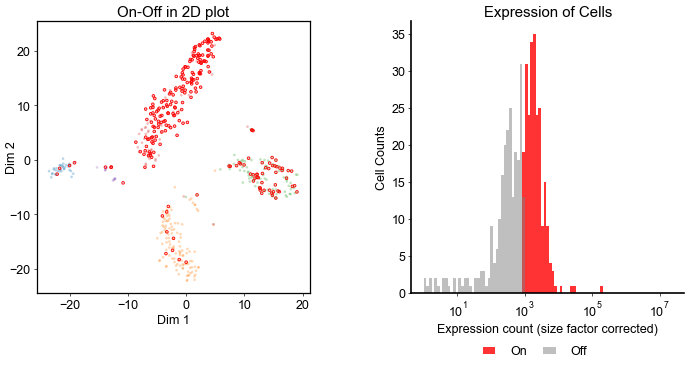 On-Off in 2D plot
Dim 2
20
10
0
−10
−20
−20 −10 0 10 20
Dim 1
Expression of Cells
Cell Counts
35
30
25
20
15
10
5
0
10^1 10^3 10^5 10^7
Expression count (size factor corrected)
On Off